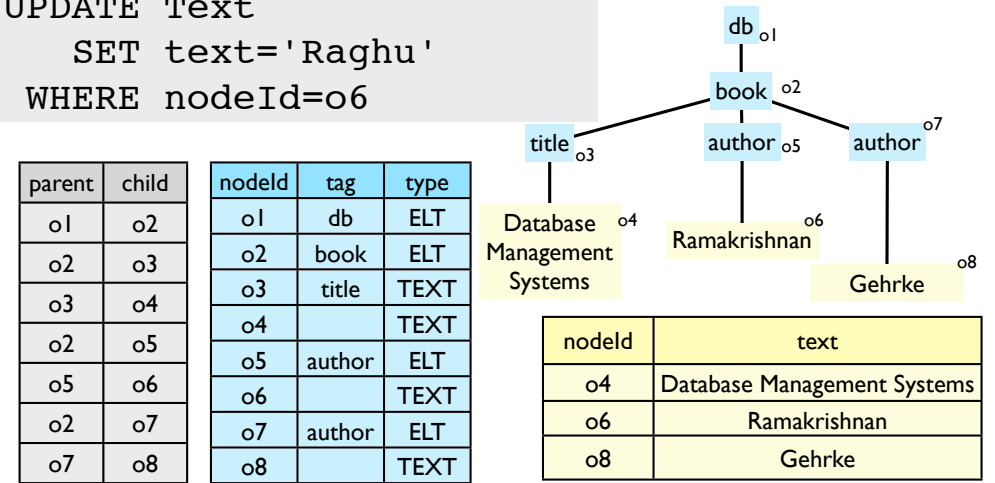 UPDATE Text
SET text='Raghu'
WHERE nodeId=o6
db o1
book o2
title o3
author o5
author o7
Database Management Systems o4
Ramakrishnan o6
Gehrke o8
parent child
o1 o2
o2 o3
o3 o4
o2 o5
o5 o6
o2 o7
o7 o8
nodeId tag type
o1 db ELT
o2 book ELT
o3 title TEXT
o4 TEXT
o5 author ELT
o6 TEXT
o7 author ELT
o8 TEXT
nodeId text
o4 Database Management Systems
o6 Ramakrishnan
o8 Gehrke